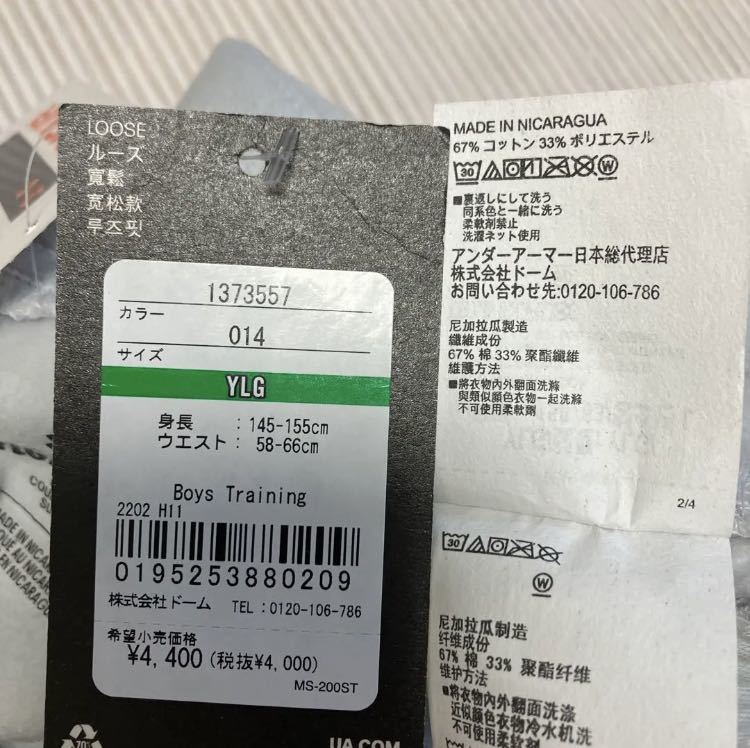 LOOSE
ルーズ
寬鬆
宽松款
루즈핏
1373557
カラー
014
サイズ
YLG
身長 : 145-155cm
ウエスト : 58-66cm
Boys Training
2202 H11
0195253880209
株式会社ドーム TEL:0120-106-786
希望小売価格
¥4,400(税抜¥4,000)
MS-200ST
UA.COM
MADE IN NICARAGUA
67% コットン 33% ポリエステル
30
W
■裏返しにして洗う
同系色と一緒に洗う
柔軟剤禁止
洗濯ネット使用
アンダーアーマー日本総代理店
株式会社ドーム
お問い合わせ先:0120-106-786
尼加拉瓜製造
纖維成份
67% 棉 33% 聚酯纖維
維護方法
■將衣物內外翻面洗滌
與類似顏色衣物一起洗滌
不可使用柔軟劑
2/4
30
W
尼加拉瓜制造
纤维成份
67% 棉 33% 聚酯纤维
维护方法
■将衣物内外翻面洗涤
近似颜色衣物冷水机洗
不可使用柔软剂